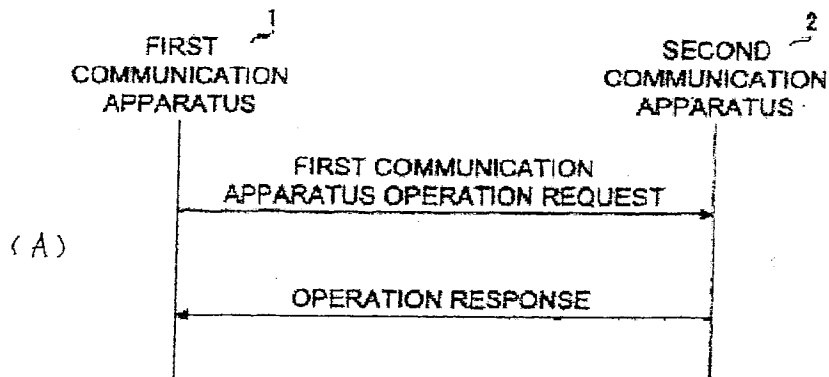 1
FIRST
COMMUNICATION
APPARATUS
2
SECOND
COMMUNICATION
APPARATUS
FIRST COMMUNICATION
APPARATUS OPERATION REQUEST
(A)
OPERATION RESPONSE